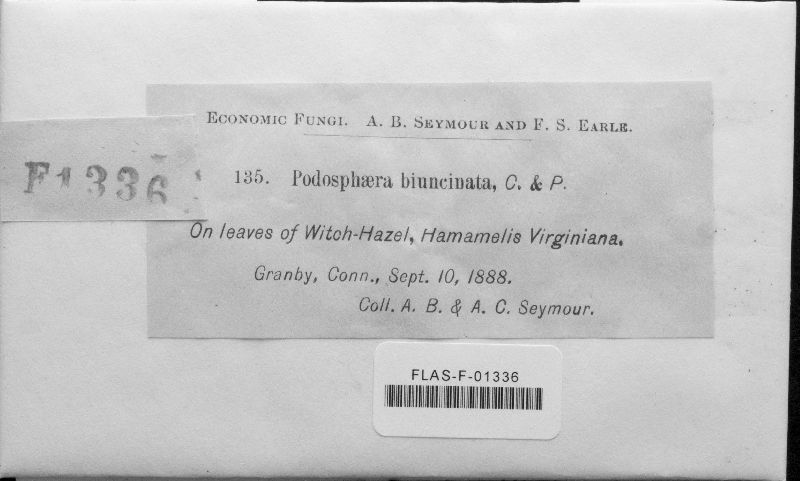 ECONOMIC FUNGI. A. B. SEYMOUR AND F. S. EARLE.
F1336
135. Podosphæra biuncinata, C. & P.
On leaves of Witch-Hazel, Hamamelis Virginiana.
Granby, Conn., Sept. 10, 1888.
Coll. A. B. & A. C. Seymour.
FLAS-F-01336